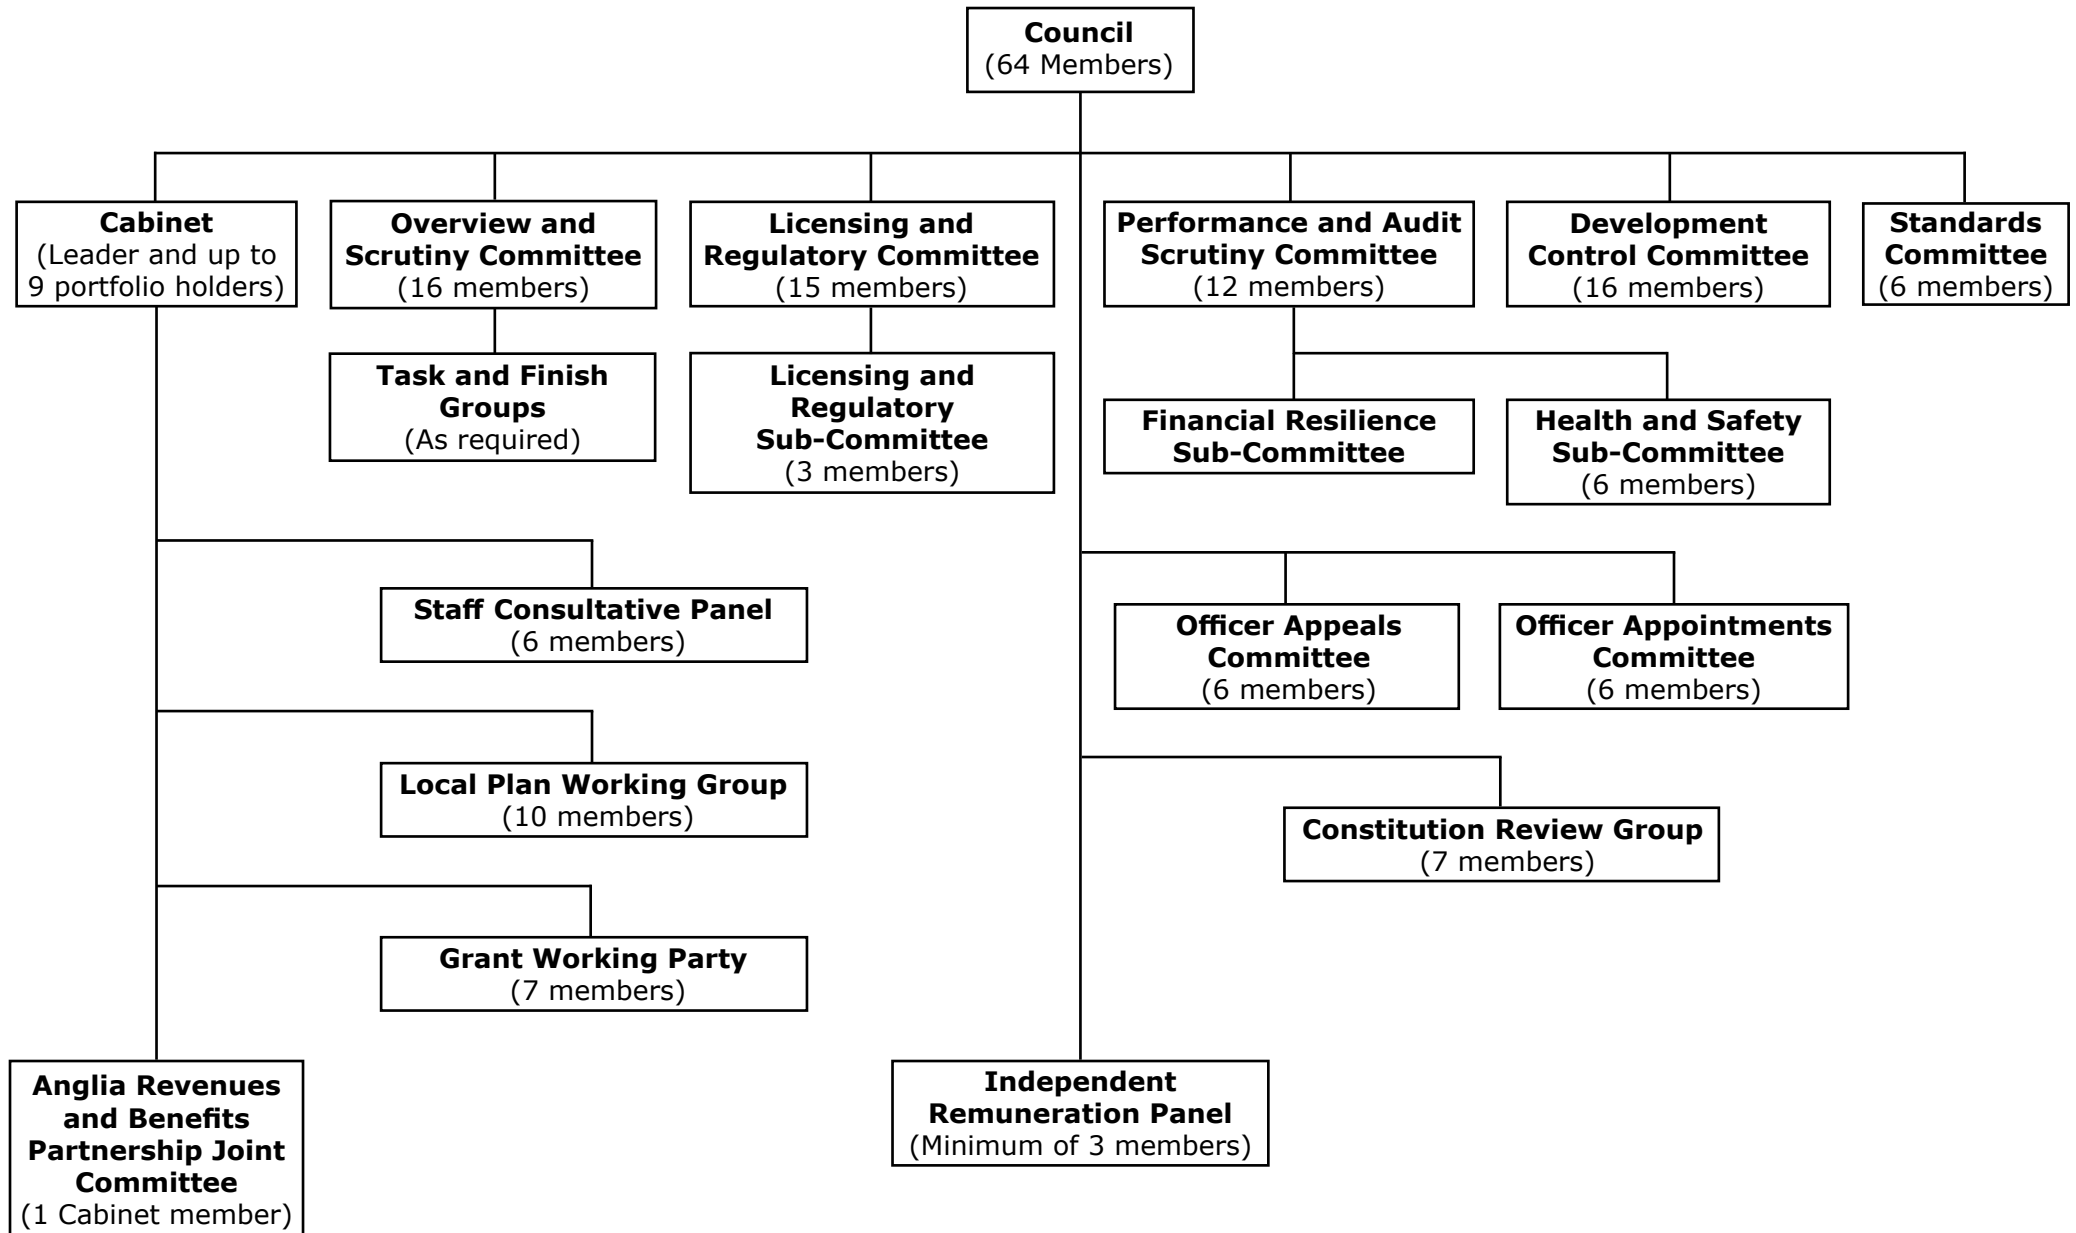 Council
(64 Members)
Cabinet
(Leader and up to
9 portfolio holders)
Overview and
Scrutiny Committee
(16 members)
Licensing and
Regulatory Committee
(15 members)
Performance and Audit
Scrutiny Committee
(12 members)
Development
Control Committee
(16 members)
Standards
Committee
(6 members)
Task and Finish
Groups
(As required)
Licensing and
Regulatory
Sub-Committee
(3 members)
Financial Resilience
Sub-Committee
Health and Safety
Sub-Committee
(6 members)
Staff Consultative Panel
(6 members)
Officer Appeals
Committee
(6 members)
Officer Appointments
Committee
(6 members)
Local Plan Working Group
(10 members)
Constitution Review Group
(7 members)
Grant Working Party
(7 members)
Anglia Revenues
and Benefits
Partnership Joint
Committee
(1 Cabinet member)
Independent
Remuneration Panel
(Minimum of 3 members)